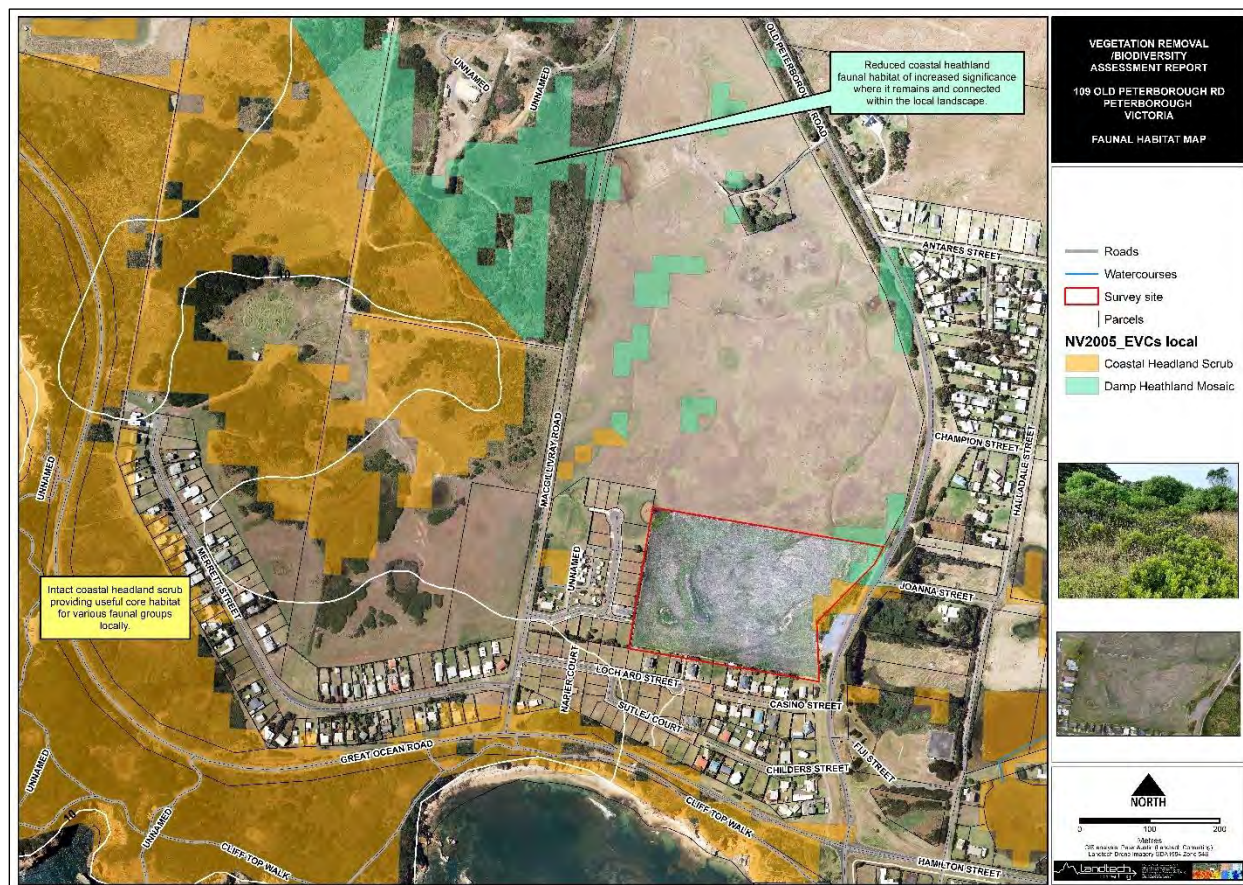 VEGETATION REMOVAL
/BIODIVERSITY
ASSESSMENT REPORT
109 OLD PETERBOROUGH RD
PETERBOROUGH
VICTORIA
FAUNAL HABITAT MAP
Roads
Watercourses
Survey site
Parcels
NV2005_EVCs local
Coastal Headland Scrub
Damp Heathland Mosaic
NORTH
0 100 200
Metres
landtech
Reduced coastal heathland
faunal habitat of increased significance
where it remains and connected
within the local landscape.
Intact coastal headland scrub
providing useful core habitat
for various faunal groups
locally.
UNNAMED
UNNAMED
OLD PETERBOROUGH ROAD
ANTARES STREET
CHAMPION STREET
HALLADALE STREET
MACGILLIVRAY ROAD
UNNAMED
MERRETT STREET
UNNAMED
JOANNA STREET
NAPIER COURT
LOCH ARD STREET
CASINO STREET
SUTLEJ COURT
FIJI STREET
CHILDERS STREET
GREAT OCEAN ROAD
CLIFF TOP WALK
UNNAMED
UNNAMED
10
CLIFF TOP WALK
HAMILTON STREET